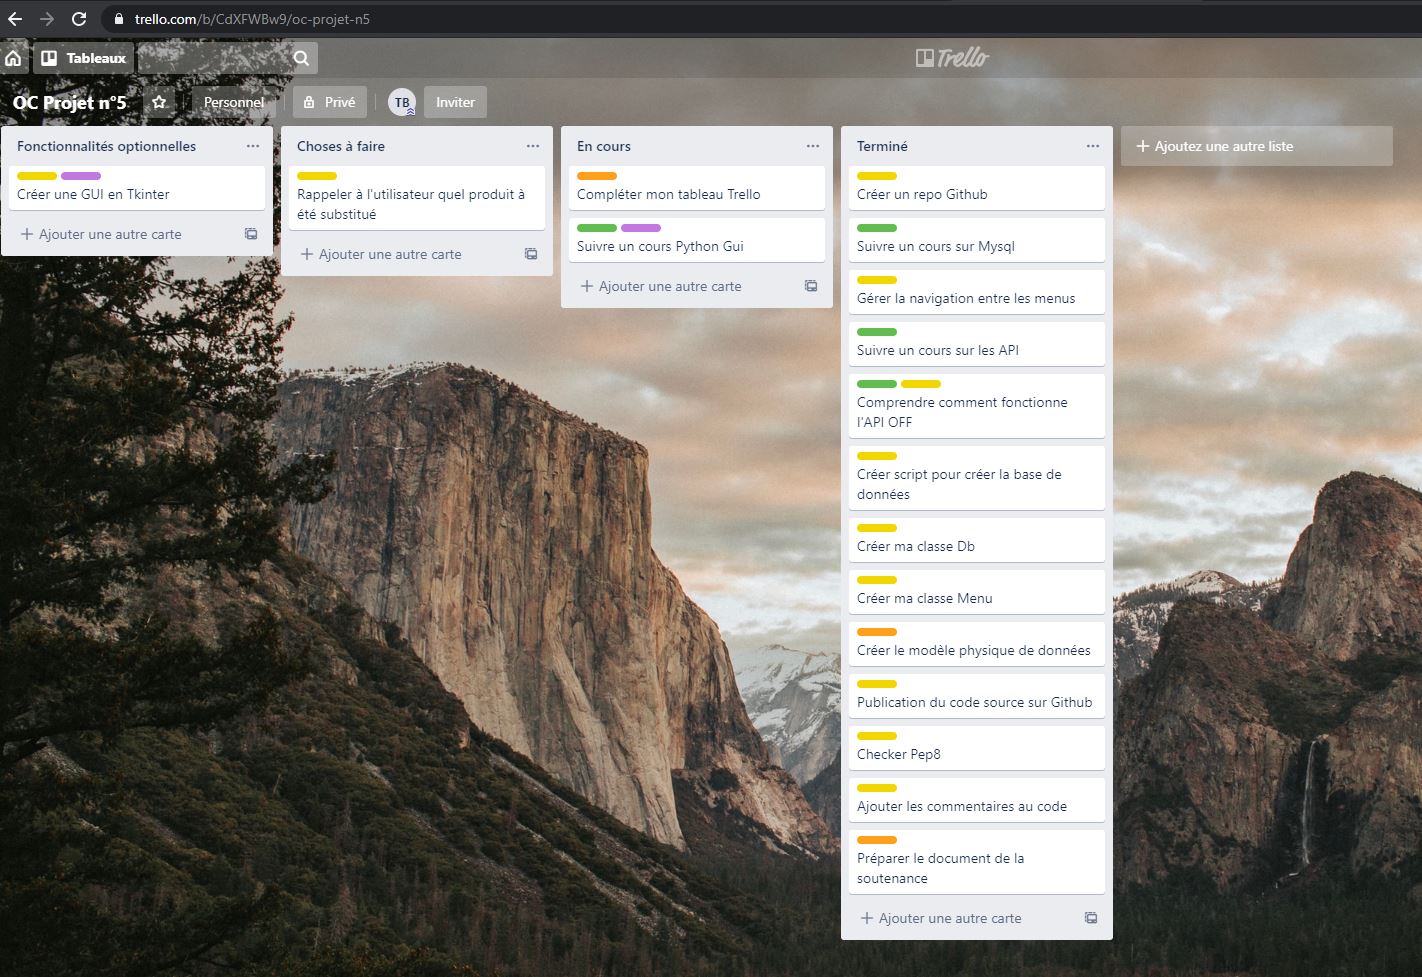 trello.com/b/CdXFWBw9/oc-projet-n5
Tableaux
Trello
OC Projet n°5
Personnel
Privé
TB
Inviter
Fonctionnalités optionnelles
Créer une GUI en Tkinter
Ajouter une autre carte
Choses à faire
Rappeler à l'utilisateur quel produit à
été substitué
Ajouter une autre carte
En cours
Compléter mon tableau Trello
Suivre un cours Python Gui
Ajouter une autre carte
Terminé
Créer un repo Github
Suivre un cours sur Mysql
Gérer la navigation entre les menus
Suivre un cours sur les API
Comprendre comment fonctionne
l'API OFF
Créer script pour créer la base de
données
Créer ma classe Db
Créer ma classe Menu
Créer le modèle physique de données
Publication du code source sur Github
Checker Pep8
Ajouter les commentaires au code
Préparer le document de la
soutenance
Ajouter une autre carte
Ajoutez une autre liste